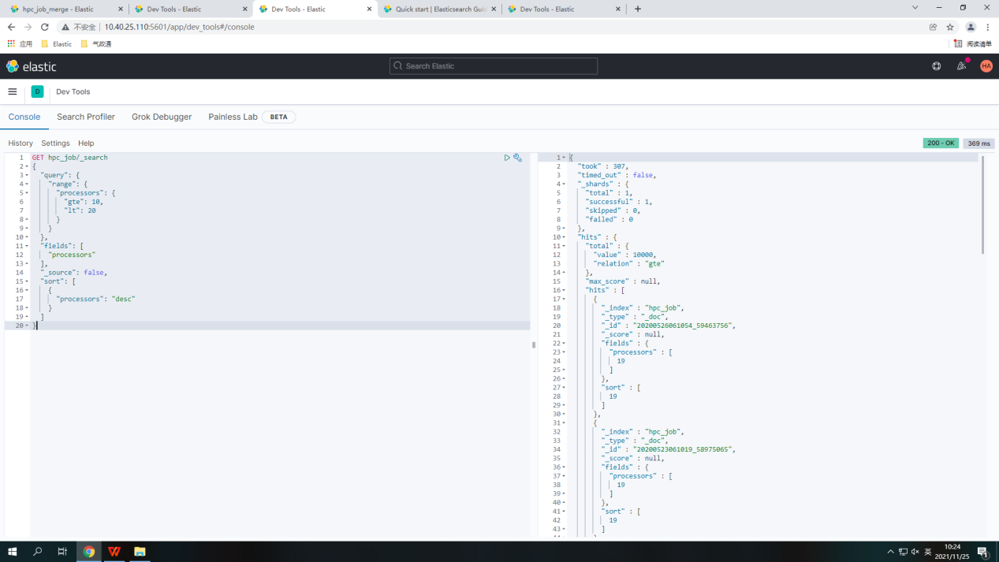 hpc_job_merge - Elastic
Dev Tools - Elastic
Dev Tools - Elastic
Quick start | Elasticsearch Guid
Dev Tools - Elastic
不安全 | 10.40.25.110:5601/app/dev_tools#/console
应用
Elastic
气政通
阅读清单
elastic
Search Elastic
HA
D
Dev Tools
Console
Search Profiler
Grok Debugger
Painless Lab
BETA
History
Settings
Help
200 - OK
369 ms
1 GET hpc_job/_search
2 {
3 "query": {
4 "range": {
5 "processors": {
6 "gte": 10,
7 "lt": 20
8 }
9 }
10 },
11 "fields": [
12 "processors"
13 ],
14 "_source": false,
15 "sort": [
16 {
17 "processors": "desc"
18 }
19 ]
20 }
1 {
2 "took" : 307,
3 "timed_out" : false,
4 "_shards" : {
5 "total" : 1,
6 "successful" : 1,
7 "skipped" : 0,
8 "failed" : 0
9 },
10 "hits" : {
11 "total" : {
12 "value" : 10000,
13 "relation" : "gte"
14 },
15 "max_score" : null,
16 "hits" : [
17 {
18 "_index" : "hpc_job",
19 "_type" : "_doc",
20 "_id" : "20200526061054_59463756",
21 "_score" : null,
22 "fields" : {
23 "processors" : [
24 19
25 ]
26 },
27 "sort" : [
28 19
29 ]
30 },
31 {
32 "_index" : "hpc_job",
33 "_type" : "_doc",
34 "_id" : "20200523061019_58975065",
35 "_score" : null,
36 "fields" : {
37 "processors" : [
38 19
39 ]
40 },
41 "sort" : [
42 19
43 ]
英
10:24
2021/11/25
1